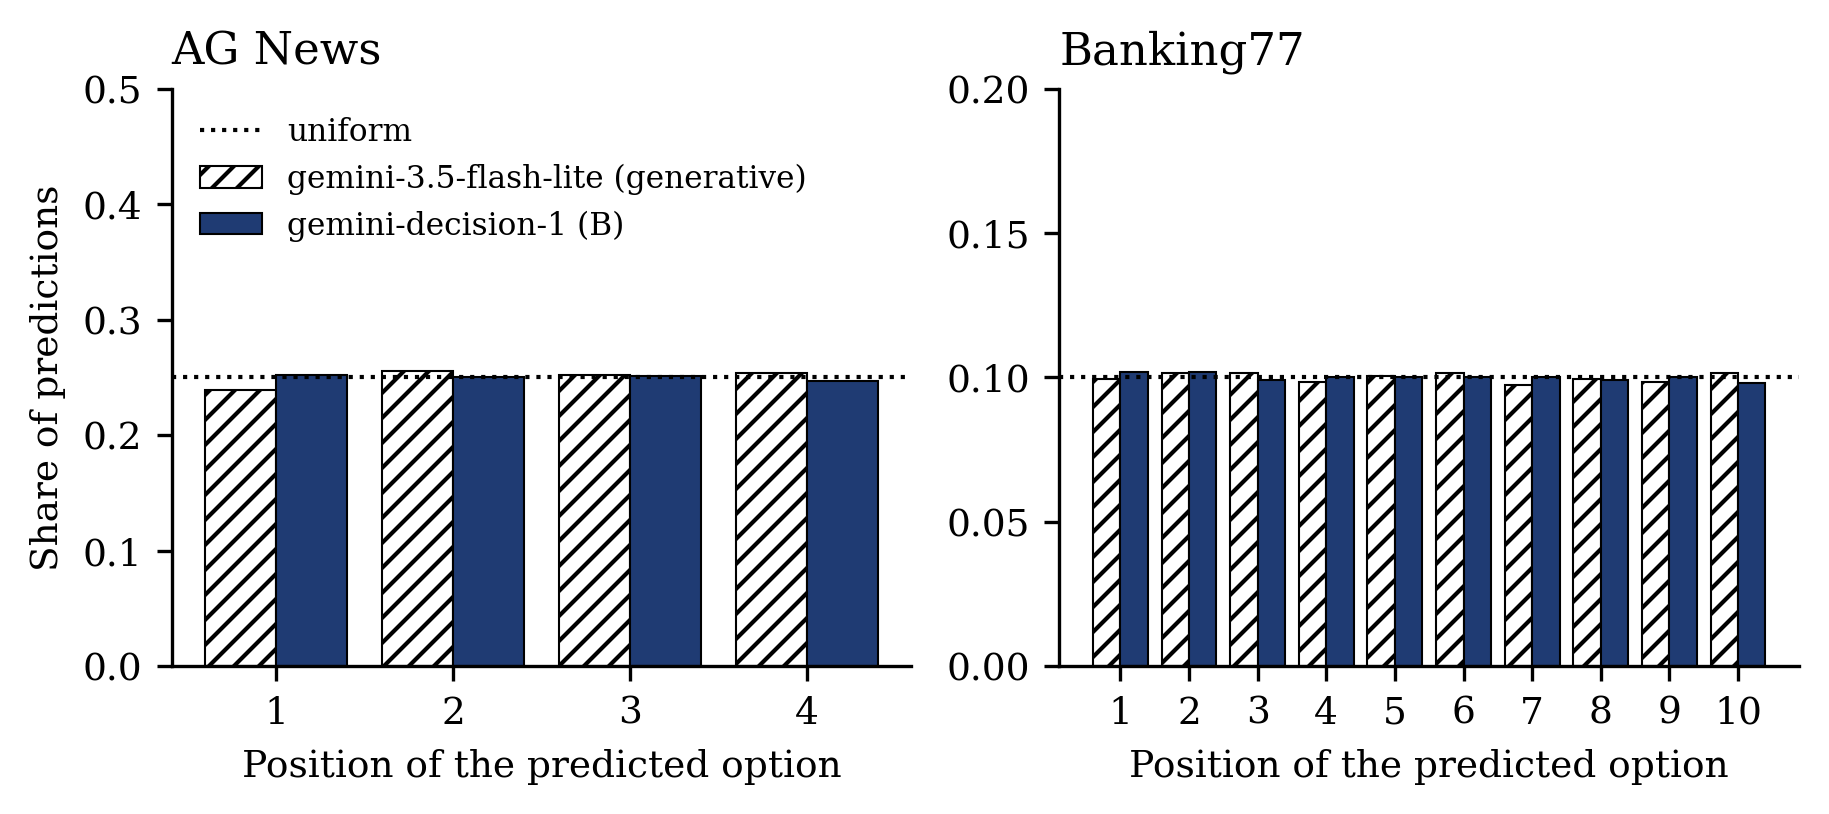 AG News
0.5
0.4
0.3
0.2
0.1
0.0
Share of predictions
uniform
gemini-3.5-flash-lite (generative)
gemini-decision-1 (B)
1 2 3 4
Position of the predicted option
Banking77
0.20
0.15
0.10
0.05
0.00
1 2 3 4 5 6 7 8 9 10
Position of the predicted option